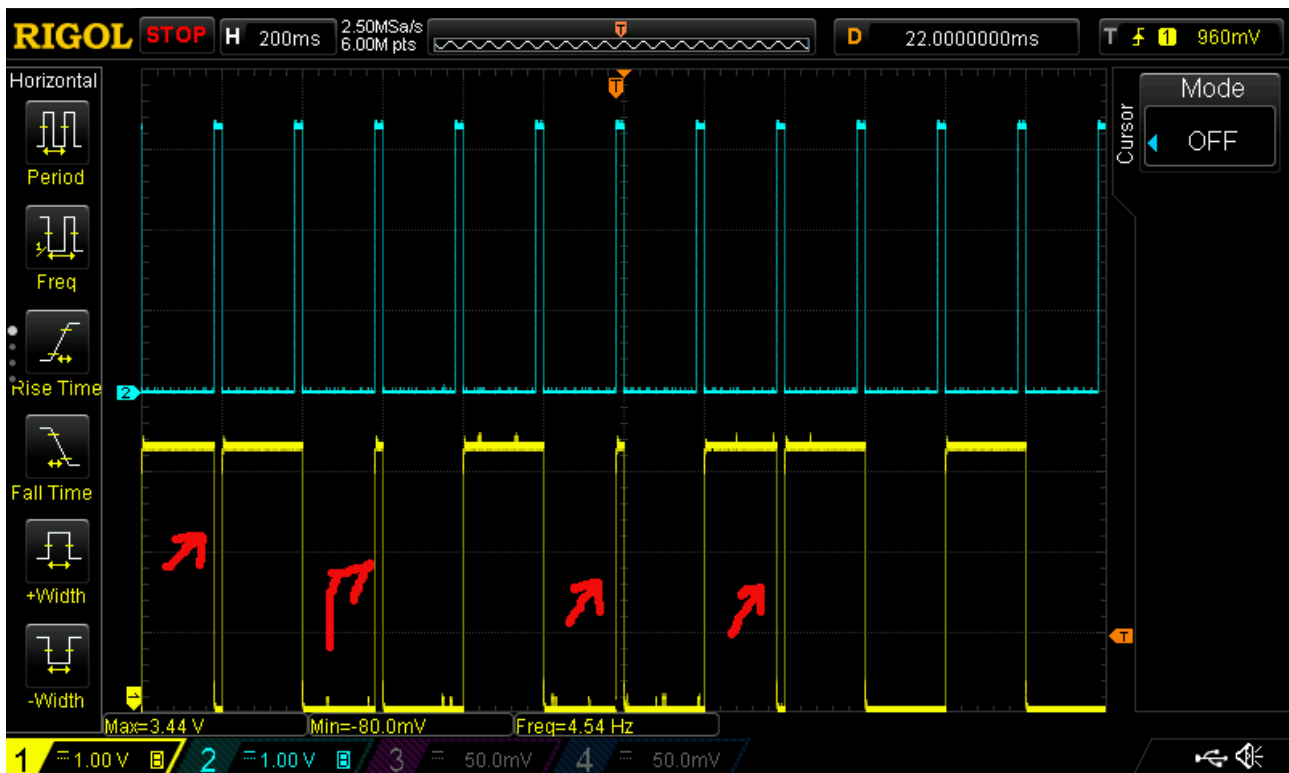 RIGOL STOP H 200ms 2.50MSa/s
6.00M pts
T
D 22.0000000ms T 1 960mV
Horizontal
Period
Freq
Rise Time
Fall Time
+Width
-Width
T
2
T
Max=3.44 V Min=-80.0mV Freq=4.54 Hz
1 1.00 V B 2 1.00 V B 3 50.0mV 4 50.0mV
Cursor
Mode
OFF